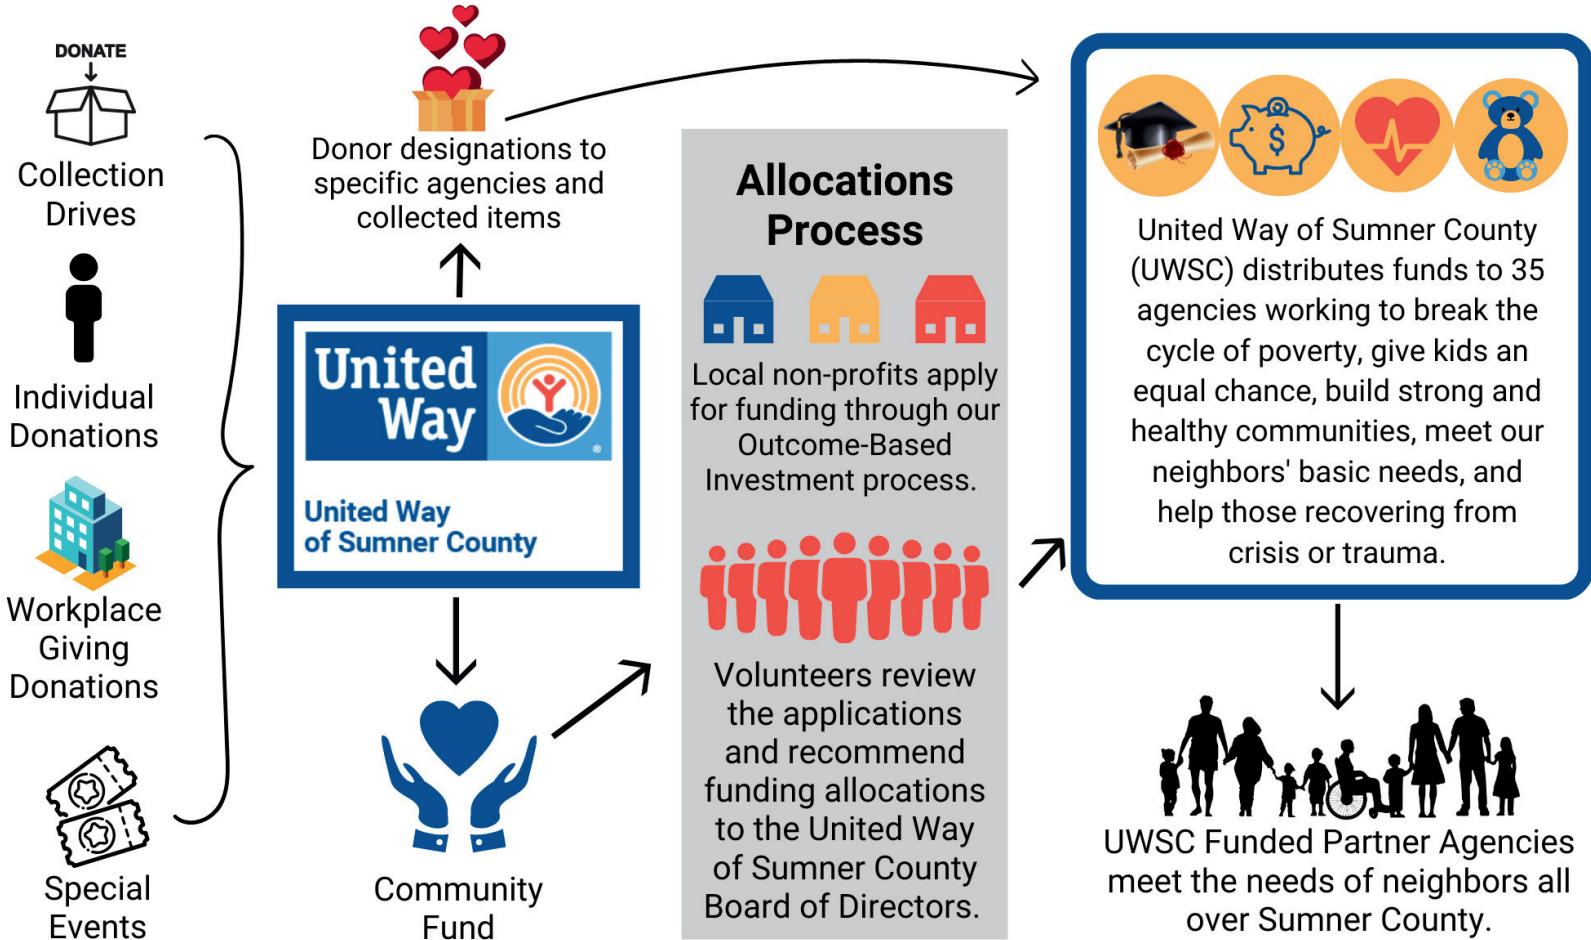 DONATE
Collection
Drives
Individual
Donations
Workplace
Giving
Donations
Special
Events
Donor designations to
specific agencies and
collected items
United
Way
®
United Way
of Sumner County
Community
Fund
Allocations
Process
Local non-profits apply
for funding through our
Outcome-Based
Investment process.
Volunteers review
the applications
and recommend
funding allocations
to the United Way
of Sumner County
Board of Directors.
$
United Way of Sumner County
(UWSC) distributes funds to 35
agencies working to break the
cycle of poverty, give kids an
equal chance, build strong and
healthy communities, meet our
neighbors' basic needs, and
help those recovering from
crisis or trauma.
UWSC Funded Partner Agencies
meet the needs of neighbors all
over Sumner County.